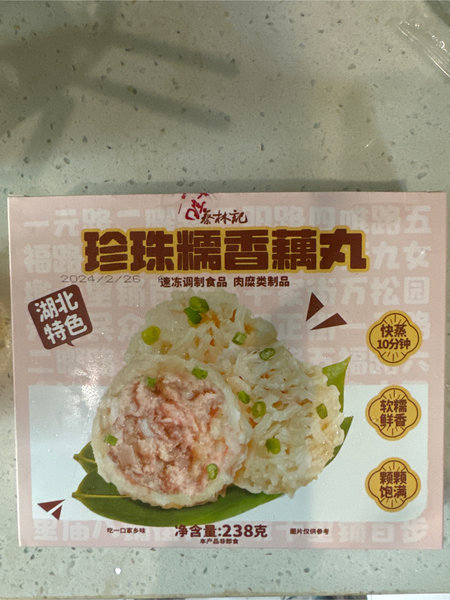 蔡林記
珍珠糯香藕丸
2024/2/26
速冻调制食品 肉糜类制品
湖北
特色
快蒸
10分钟
软糯
鲜香
颗颗
饱满
吃一口家乡味
净含量:238克
本产品非即食
图片仅供参考